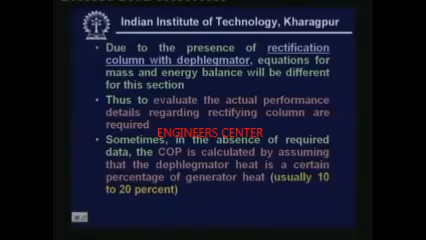 Indian Institute of Technology, Kharagpur
• Due to the presence of rectification
column with dephlegmator, equations for
mass and energy balance will be different
for this section
• Thus to evaluate the actual performance
details regarding rectifying column are
required
ENGINEERS CENTER
• Sometimes, in the absence of required
data, the COP is calculated by assuming
that the dephlegmator heat is a certain
percentage of generator heat (usually 10
to 20 percent)